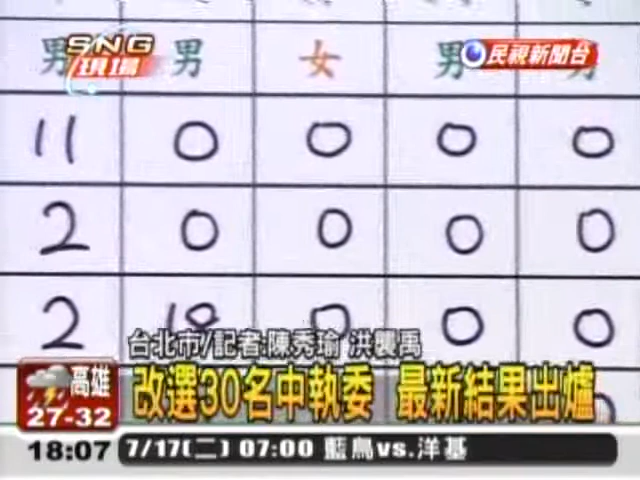 SNG
現場
民視新聞台
男 男 女 男 男
11 0 0 0 0
2 0 0 0 0
2 18 0 0 0
台北市/記者:陳秀瑜 洪襲禹
高雄
27-32
改選30名中執委 最新結果出爐
18:07
7/17(二) 07:00 藍鳥vs.洋基